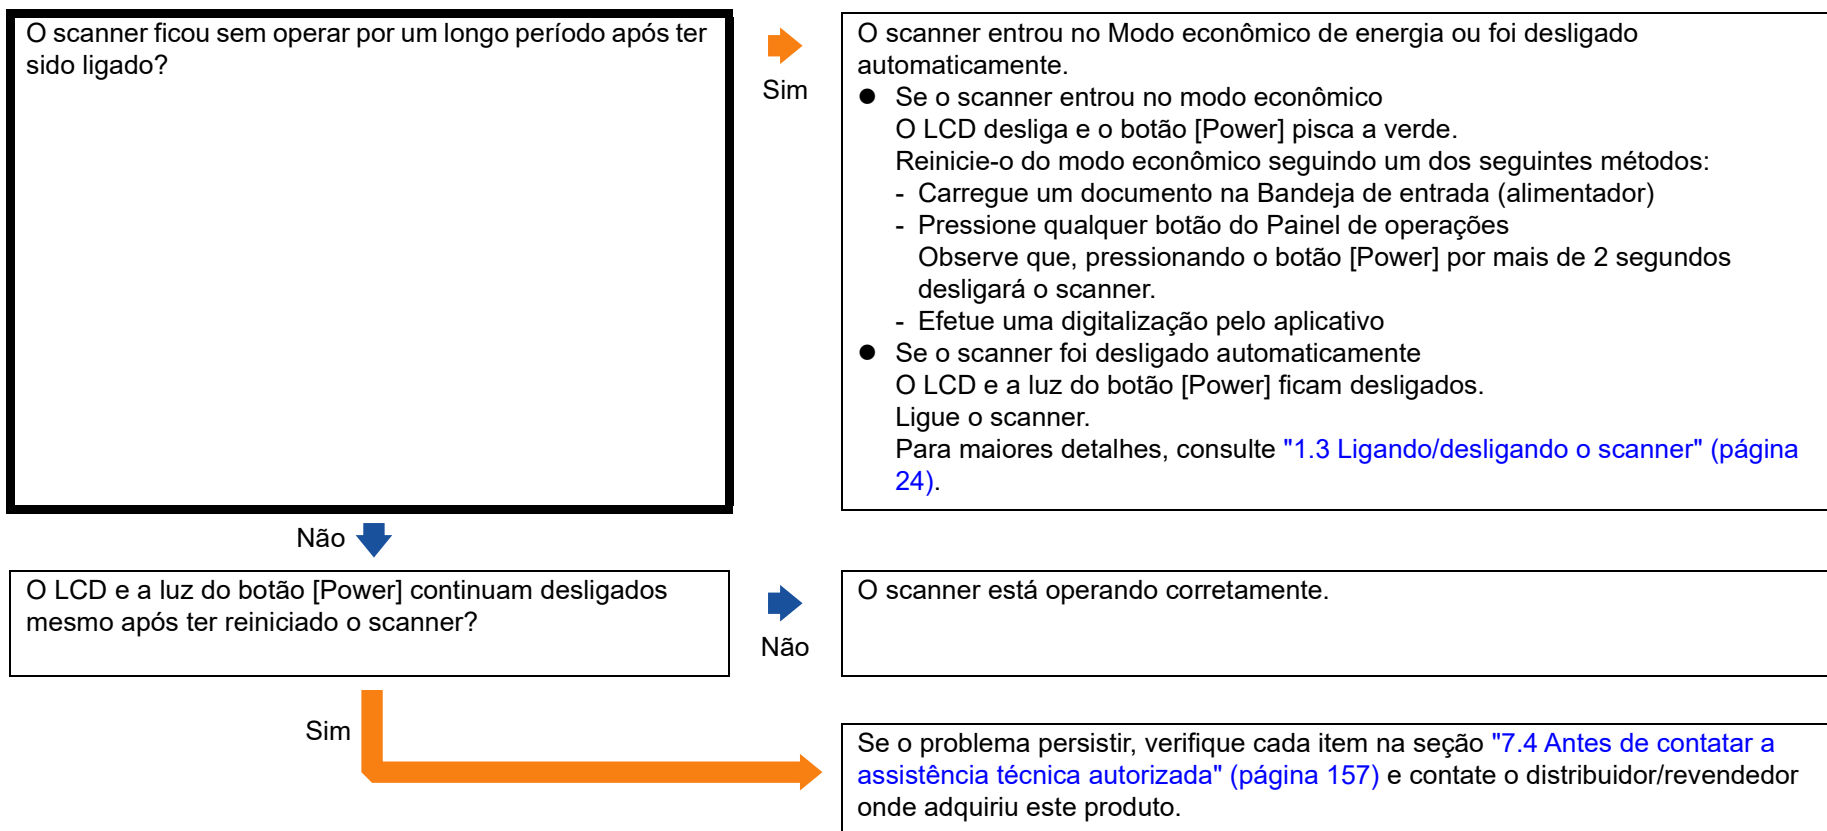 O scanner ficou sem operar por um longo período após ter
sido ligado?
Sim
O scanner entrou no Modo econômico de energia ou foi desligado
automaticamente.
● Se o scanner entrou no modo econômico
O LCD desliga e o botão [Power] pisca a verde.
Reinicie-o do modo econômico seguindo um dos seguintes métodos:
- Carregue um documento na Bandeja de entrada (alimentador)
- Pressione qualquer botão do Painel de operações
Observe que, pressionando o botão [Power] por mais de 2 segundos
desligará o scanner.
- Efetue uma digitalização pelo aplicativo
● Se o scanner foi desligado automaticamente
O LCD e a luz do botão [Power] ficam desligados.
Ligue o scanner.
Para maiores detalhes, consulte "1.3 Ligando/desligando o scanner" (página
24).
Não
O LCD e a luz do botão [Power] continuam desligados
mesmo após ter reiniciado o scanner?
Não
O scanner está operando corretamente.
Sim
Se o problema persistir, verifique cada item na seção "7.4 Antes de contatar a
assistência técnica autorizada" (página 157) e contate o distribuidor/revendedor
onde adquiriu este produto.